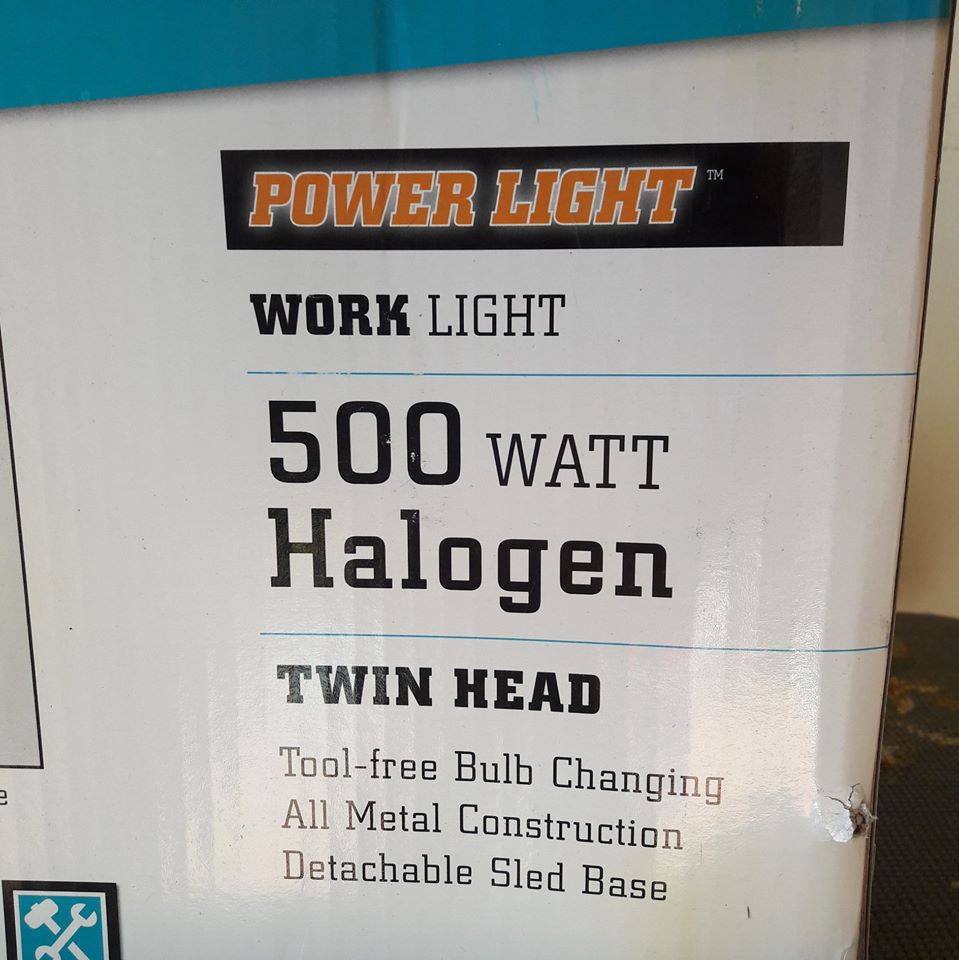 POWER LIGHT™
WORK LIGHT
500 WATT
Halogen
TWIN HEAD
Tool-free Bulb Changing
All Metal Construction
Detachable Sled Base